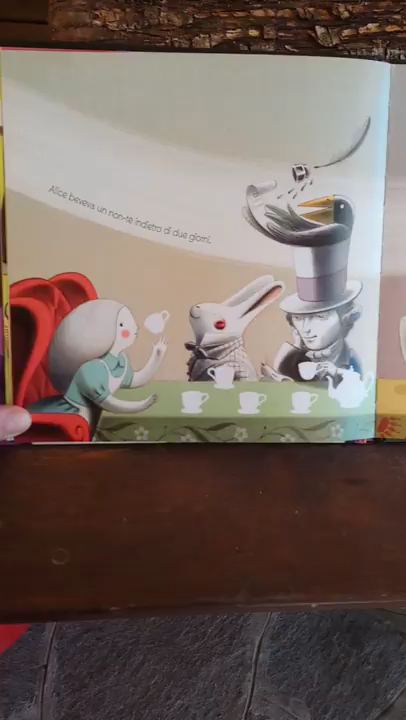 Alice beveva un non-tè indietro di due giorni.